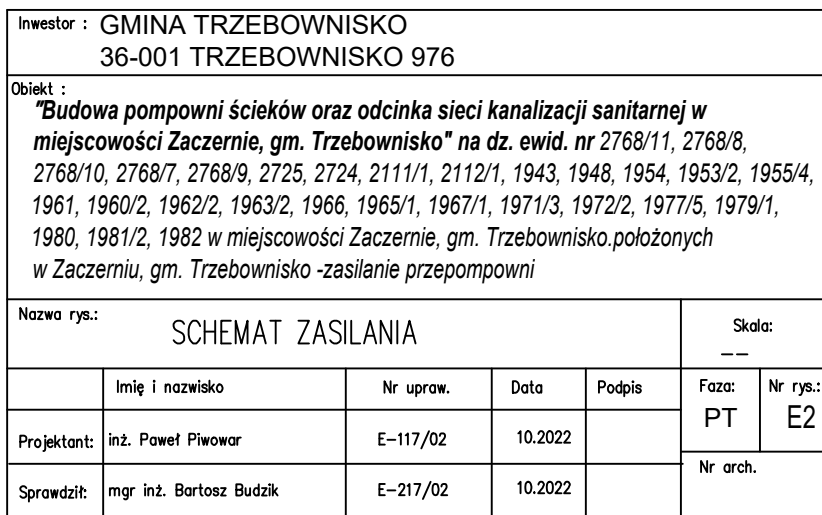 Inwestor : GMINA TRZEBOWNISKO
36-001 TRZEBOWNISKO 976
Obiekt :
"Budowa pompowni ścieków oraz odcinka sieci kanalizacji sanitarnej w
miejscowości Zaczernie, gm. Trzebownisko" na dz. ewid. nr 2768/11, 2768/8,
2768/10, 2768/7, 2768/9, 2725, 2724, 2111/1, 2112/1, 1943, 1948, 1954, 1953/2, 1955/4,
1961, 1960/2, 1962/2, 1963/2, 1966, 1965/1, 1967/1, 1971/3, 1972/2, 1977/5, 1979/1,
1980, 1981/2, 1982 w miejscowości Zaczernie, gm. Trzebownisko.położonych
w Zaczerniu, gm. Trzebownisko -zasilanie przepompowni
Nazwa rys.:
SCHEMAT ZASILANIA
Skala:
--
Imię i nazwisko Nr upraw. Data Podpis Faza: Nr rys.:
PT E2
Projektant: inż. Paweł Piwowar E-117/02 10.2022
Nr arch.
Sprawdził: mgr inż. Bartosz Budzik E-217/02 10.2022